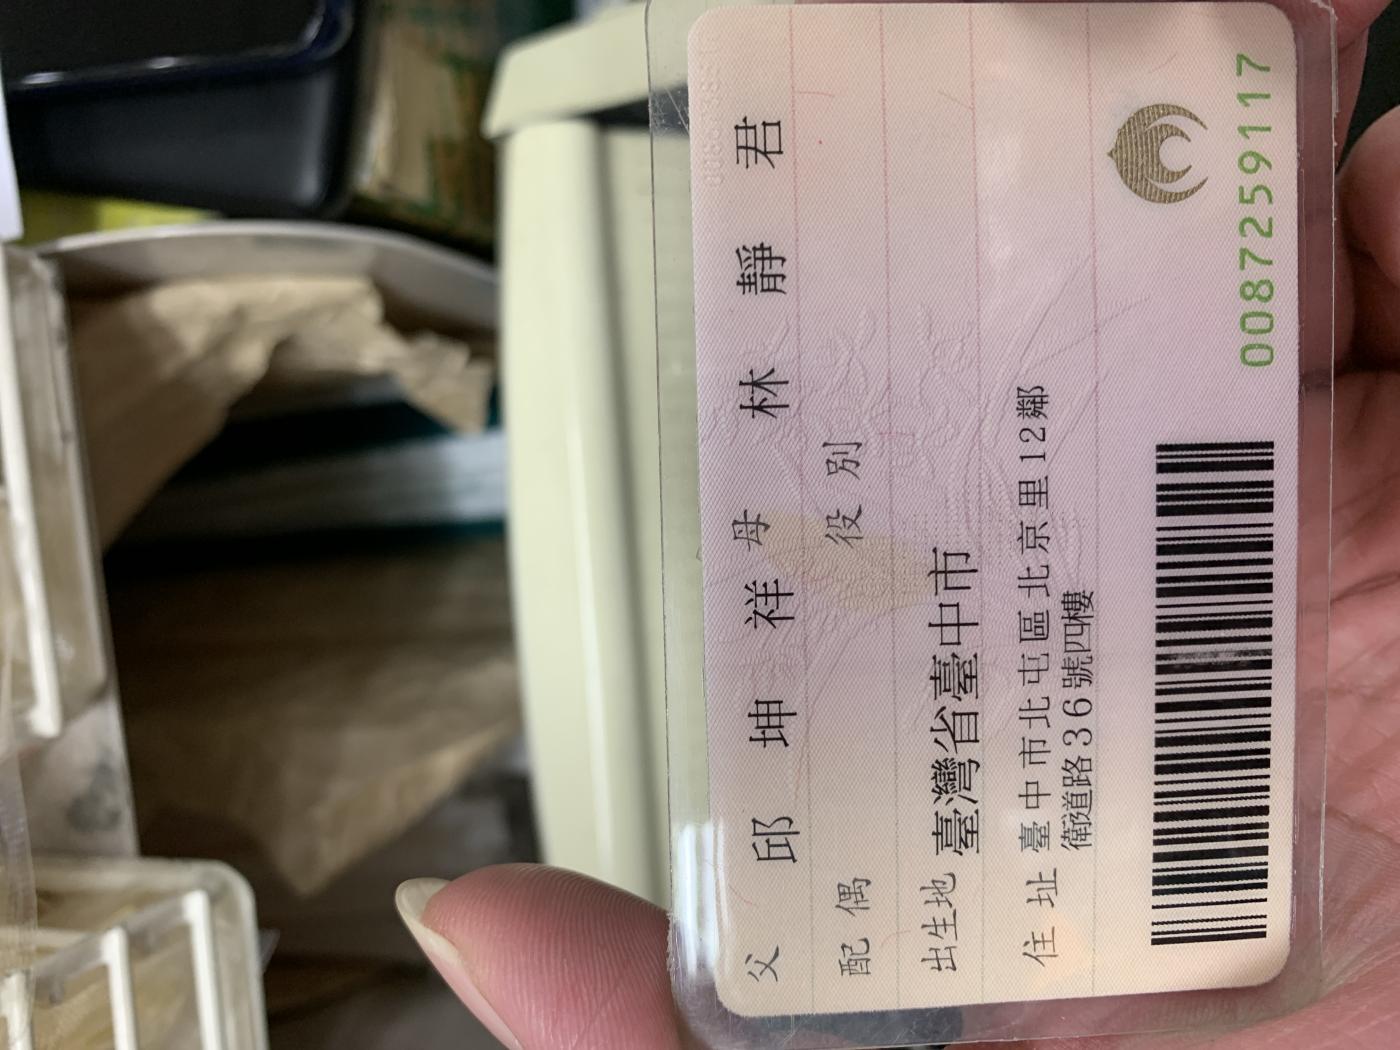 父 邱坤祥 母 林靜君
配偶 役別
出生地 臺灣省臺中市
住址 臺中市北屯區北京里12鄰
衛道路36號四樓
0087259117